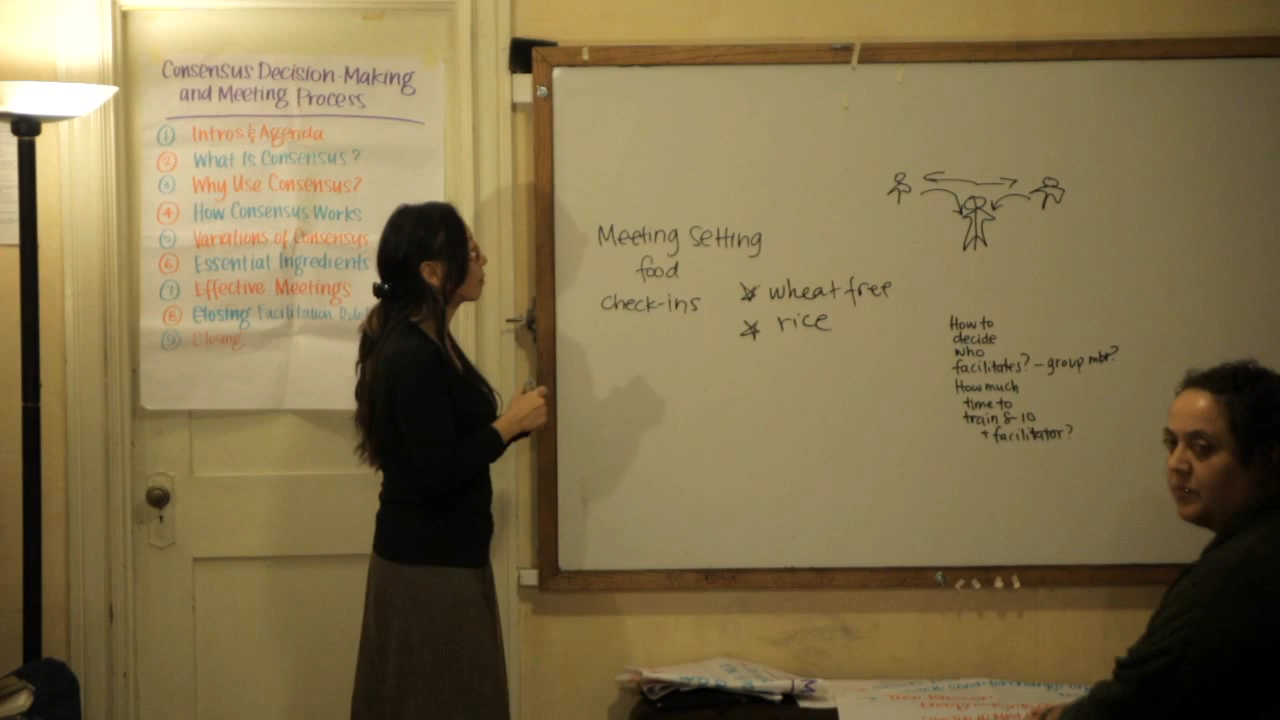 Consensus Decision-Making
and Meeting Process
1 Intros & Agenda
2 What Is Consensus?
3 Why Use Consensus?
4 How Consensus Works
5 Variations of Consensus
6 Essential Ingredients
7 Effective Meetings
8 Closing Facilitation Role
9 Closing
Meeting Setting
food
check-ins
wheat free
rice
How to
decide
who
facilitates? - group mbr?
How much
time to
train 8-10
+ facilitator?